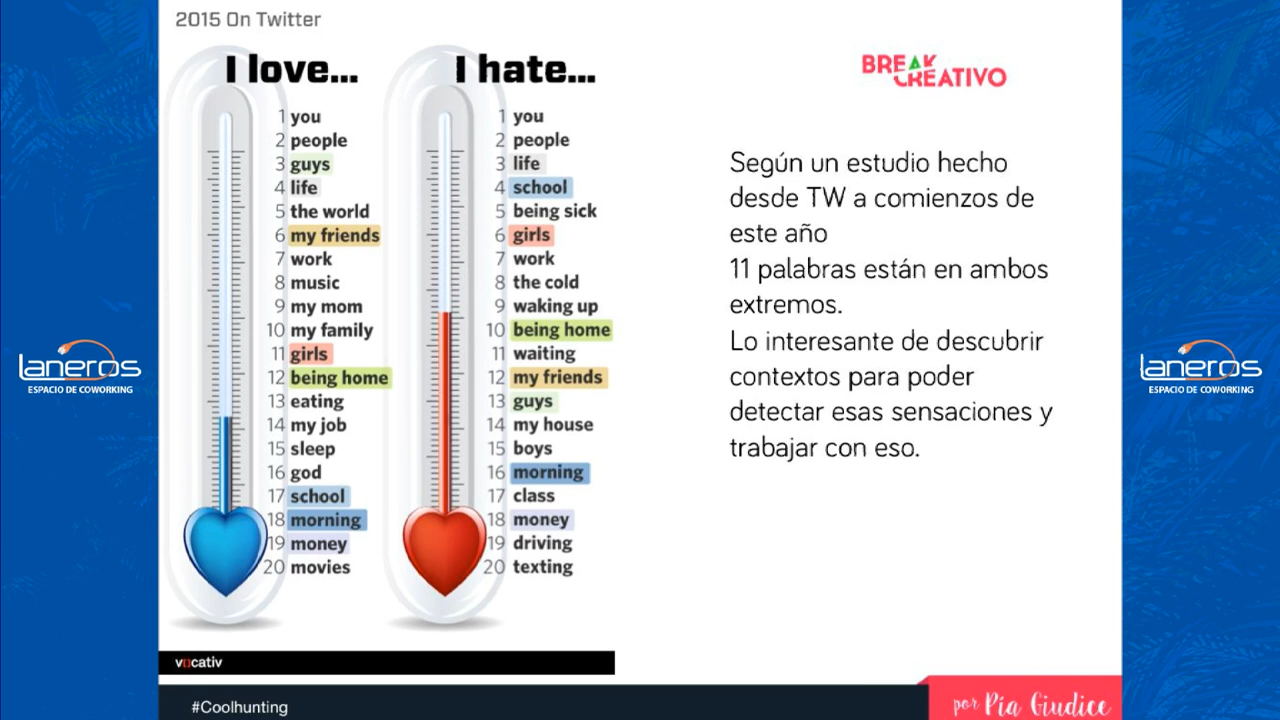 2015 On Twitter
I love...
1 you
2 people
3 guys
4 life
5 the world
6 my friends
7 work
8 music
9 my mom
10 my family
11 girls
12 being home
13 eating
14 my job
15 sleep
16 god
17 school
18 morning
19 money
20 movies
I hate...
1 you
2 people
3 life
4 school
5 being sick
6 girls
7 work
8 the cold
9 waking up
10 being home
11 waiting
12 my friends
13 guys
14 my house
15 boys
16 morning
17 class
18 money
19 driving
20 texting
vocativ
BREAK
CREATIVO
Según un estudio hecho
desde TW a comienzos de
este año
11 palabras están en ambos
extremos.
Lo interesante de descubrir
contextos para poder
detectar esas sensaciones y
trabajar con eso.
laneros
ESPACIO DE COWORKING
laneros
ESPACIO DE COWORKING
#Coolhunting
por Pía Giudice